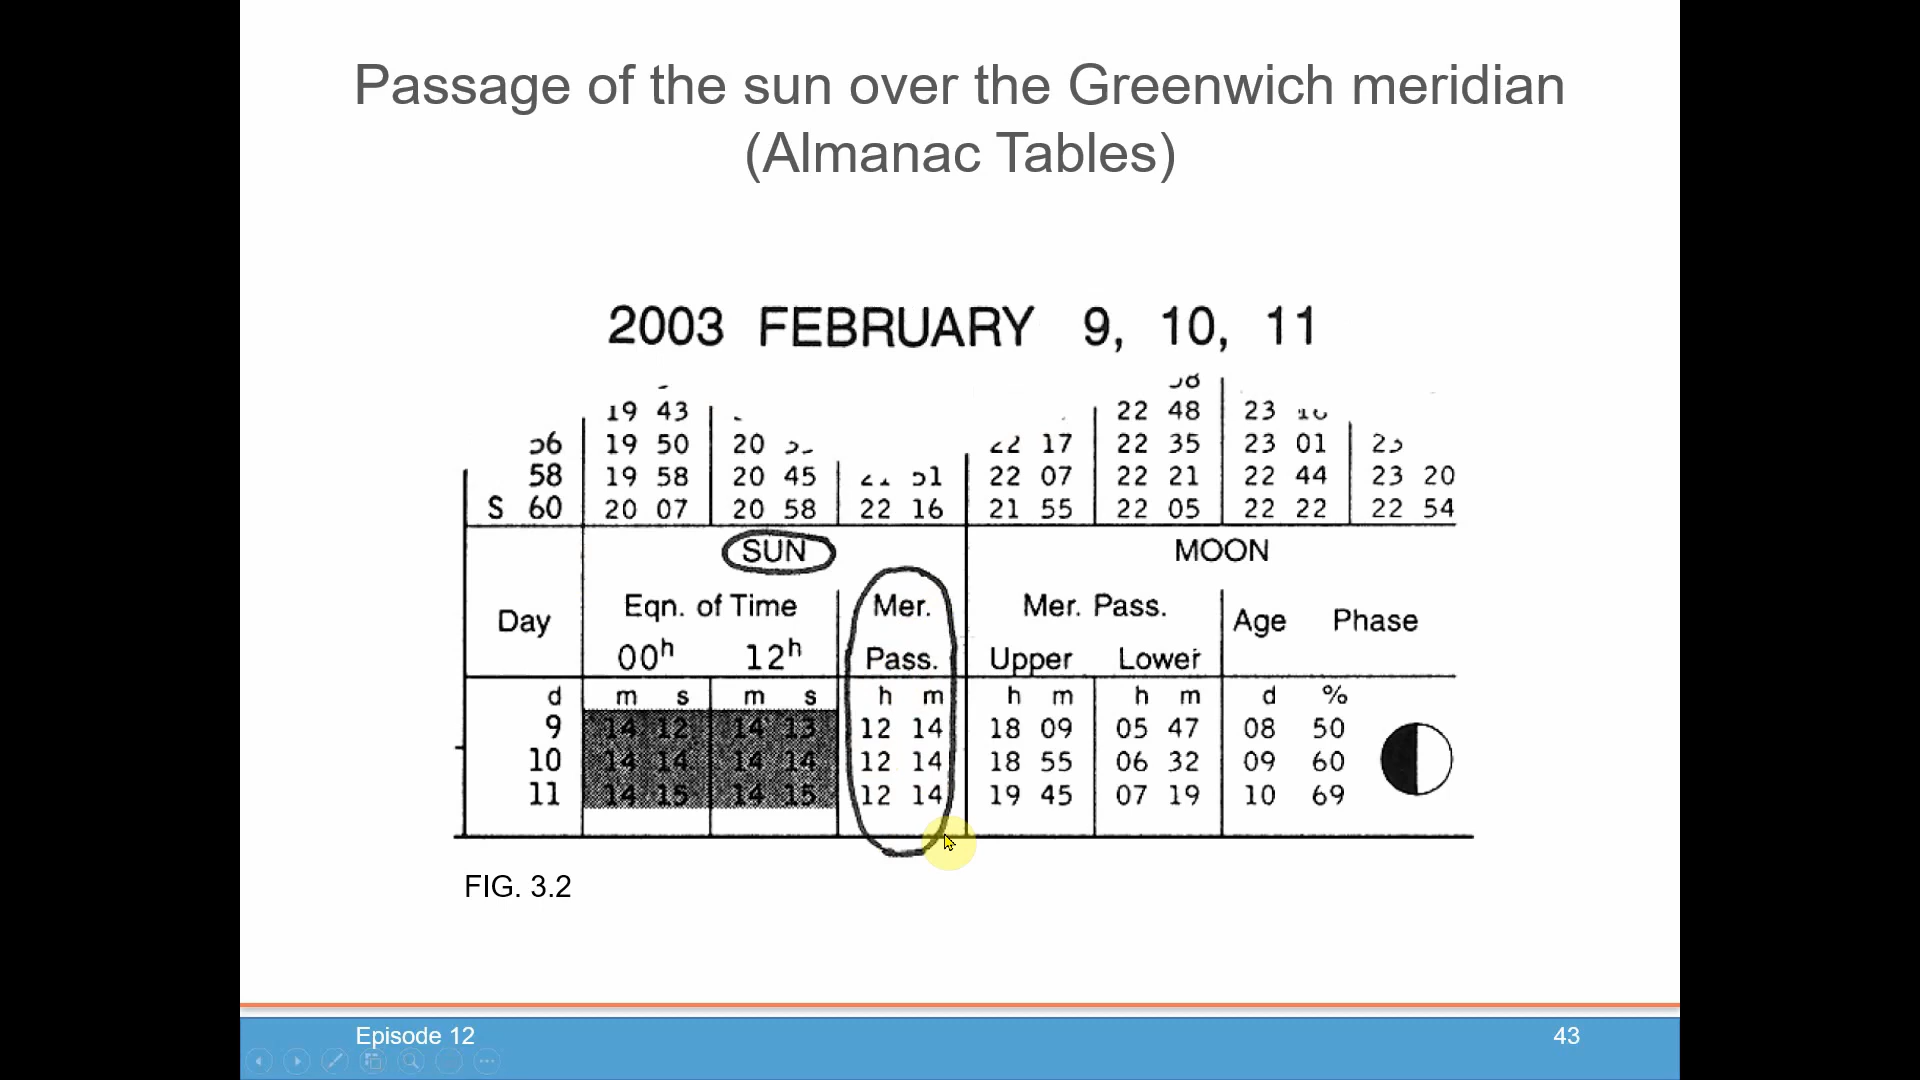 Passage of the sun over the Greenwich meridian
(Almanac Tables)
2003 FEBRUARY 9, 10, 11
19 43 22 48 23
19 50 20 17 22 35 23 01
58 19 58 20 45 22 07 22 21 22 44 23 20
S 60 20 07 20 58 22 16 21 55 22 05 22 22 22 54
SUN MOON
Day Eqn. of Time Mer. Mer. Pass. Age Phase
00h 12h Pass. Upper Lower
d m s m s h m h m h m d %
9 14 12 14 13 12 14 18 09 05 47 08 50
10 14 14 14 14 12 14 18 55 06 32 09 60
11 14 15 14 15 12 14 19 45 07 19 10 69
FIG. 3.2
Episode 12 43